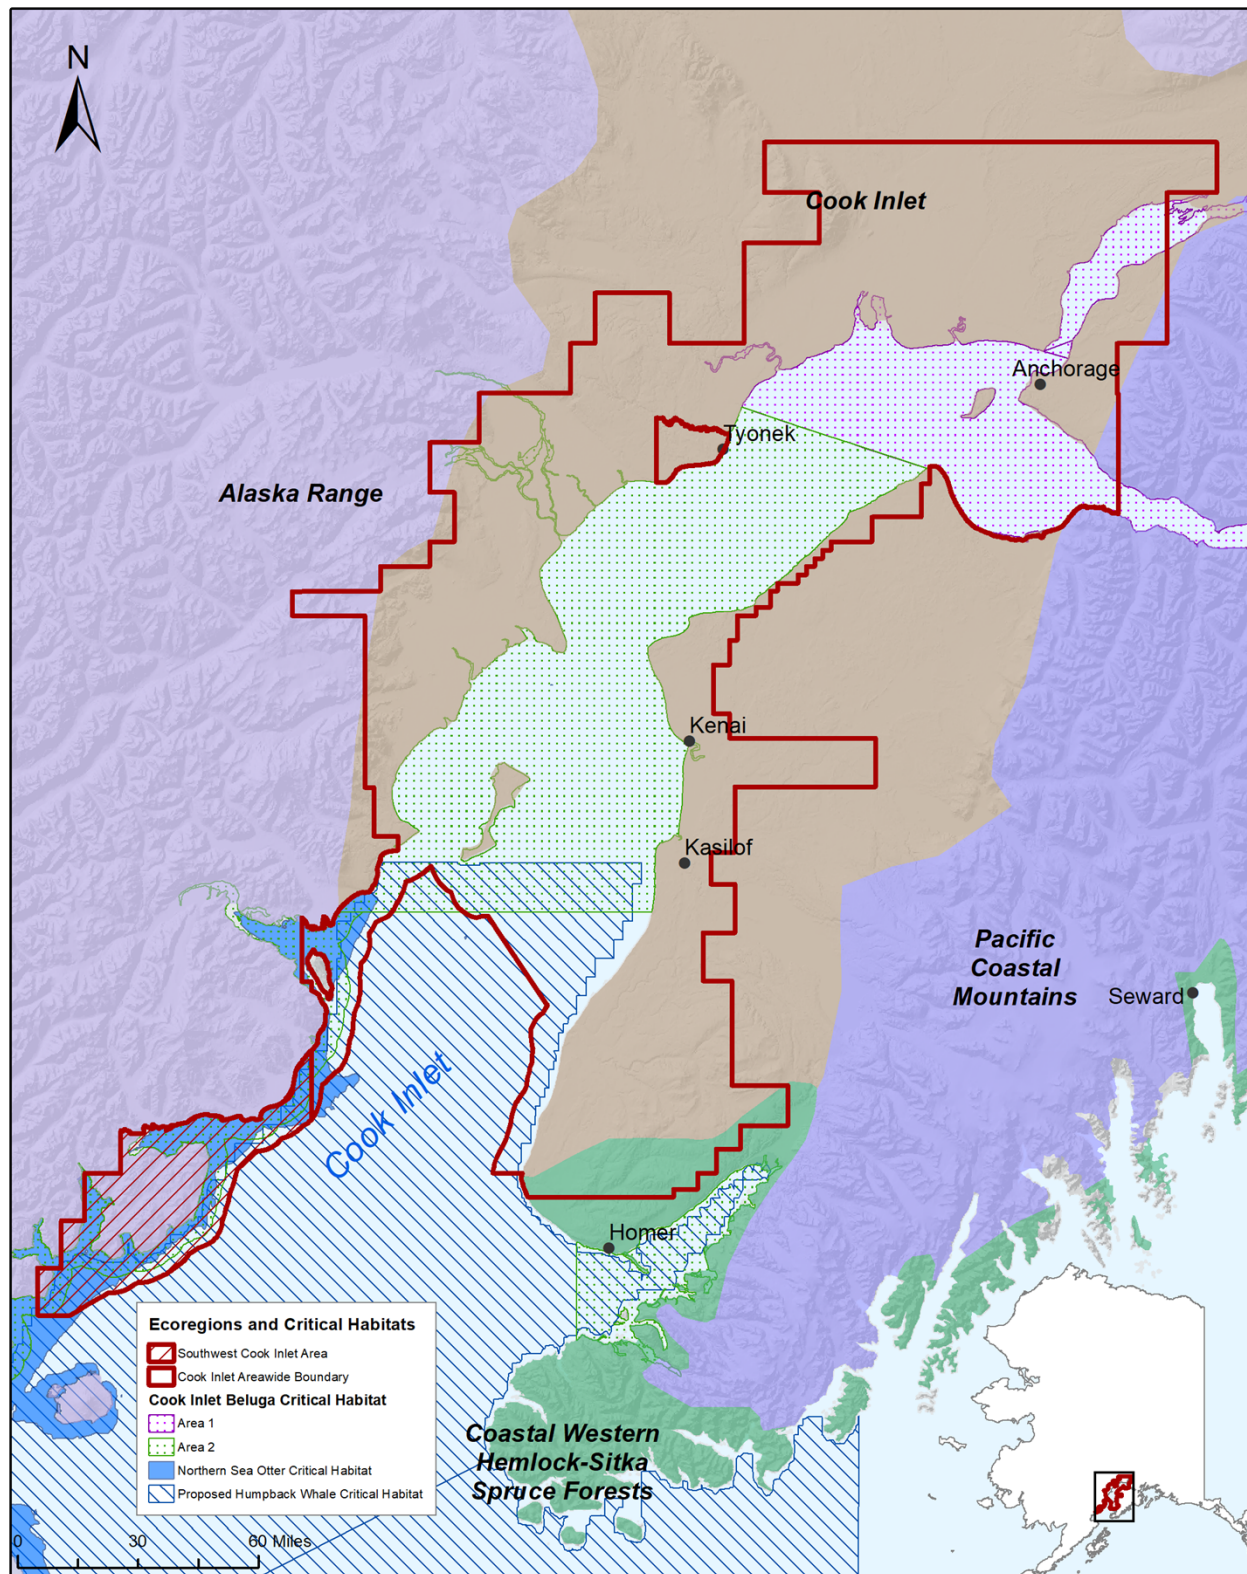 N
Cook Inlet
Anchorage
Tyonek
Alaska Range
Kenai
Kasilof
Pacific
Coastal
Mountains
Seward
Cook Inlet
Homer
Ecoregions and Critical Habitats
Southwest Cook Inlet Area
Cook Inlet Areawide Boundary
Cook Inlet Beluga Critical Habitat
Area 1
Area 2
Northern Sea Otter Critical Habitat
Proposed Humpback Whale Critical Habitat
Coastal Western
Hemlock-Sitka
Spruce Forests
0 30 60 Miles